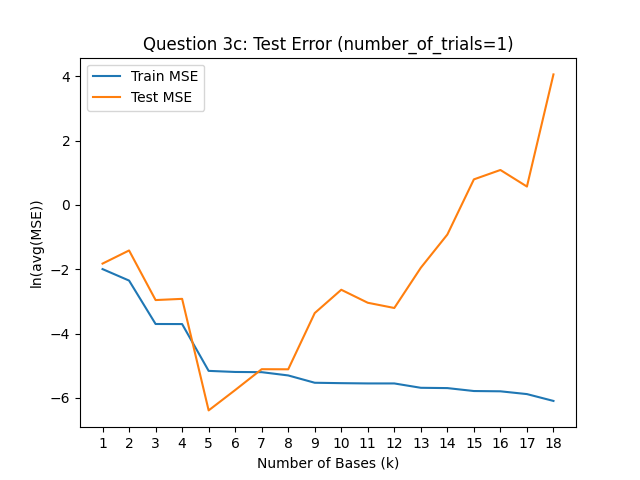 Question 3c: Test Error (number_of_trials=1)
Train MSE
Test MSE
ln(avg(MSE))
4
2
0
−2
−4
−6
1 2 3 4 5 6 7 8 9 10 11 12 13 14 15 16 17 18
Number of Bases (k)